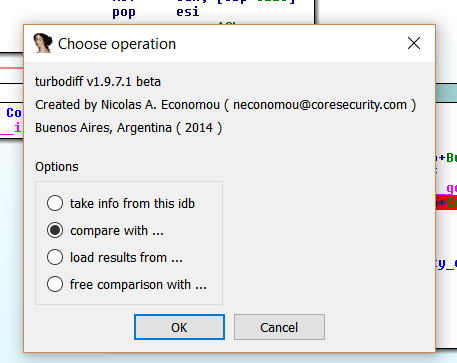 pop esi
Choose operation
turbodiff v1.9.7.1 beta
Created by Nicolas A. Economou ( neconomou@coresecurity.com )
Buenos Aires, Argentina ( 2014 )
Options
take info from this idb
compare with ...
load results from ...
free comparison with ...
OK
Cancel